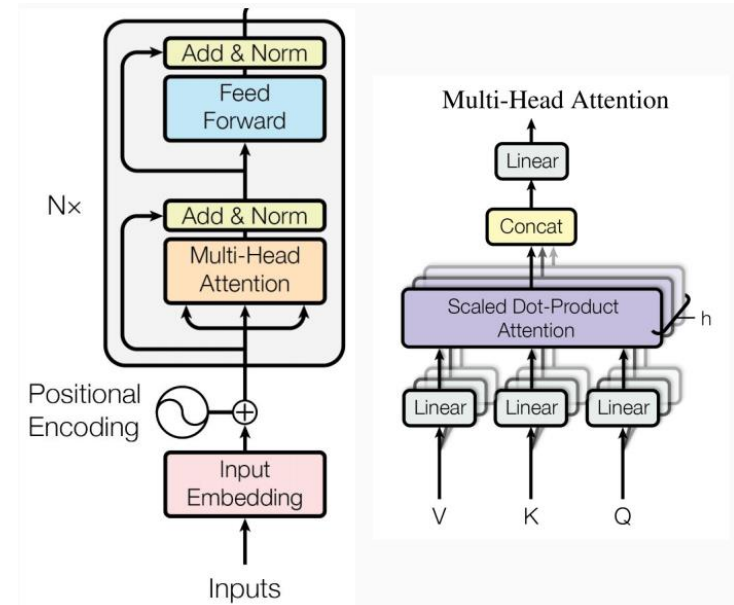 Add & Norm
Feed
Forward
N×
Add & Norm
Multi-Head
Attention
Positional
Encoding
Input
Embedding
Inputs
Multi-Head Attention
Linear
Concat
Scaled Dot-Product
Attention
h
Linear
Linear
Linear
V
K
Q